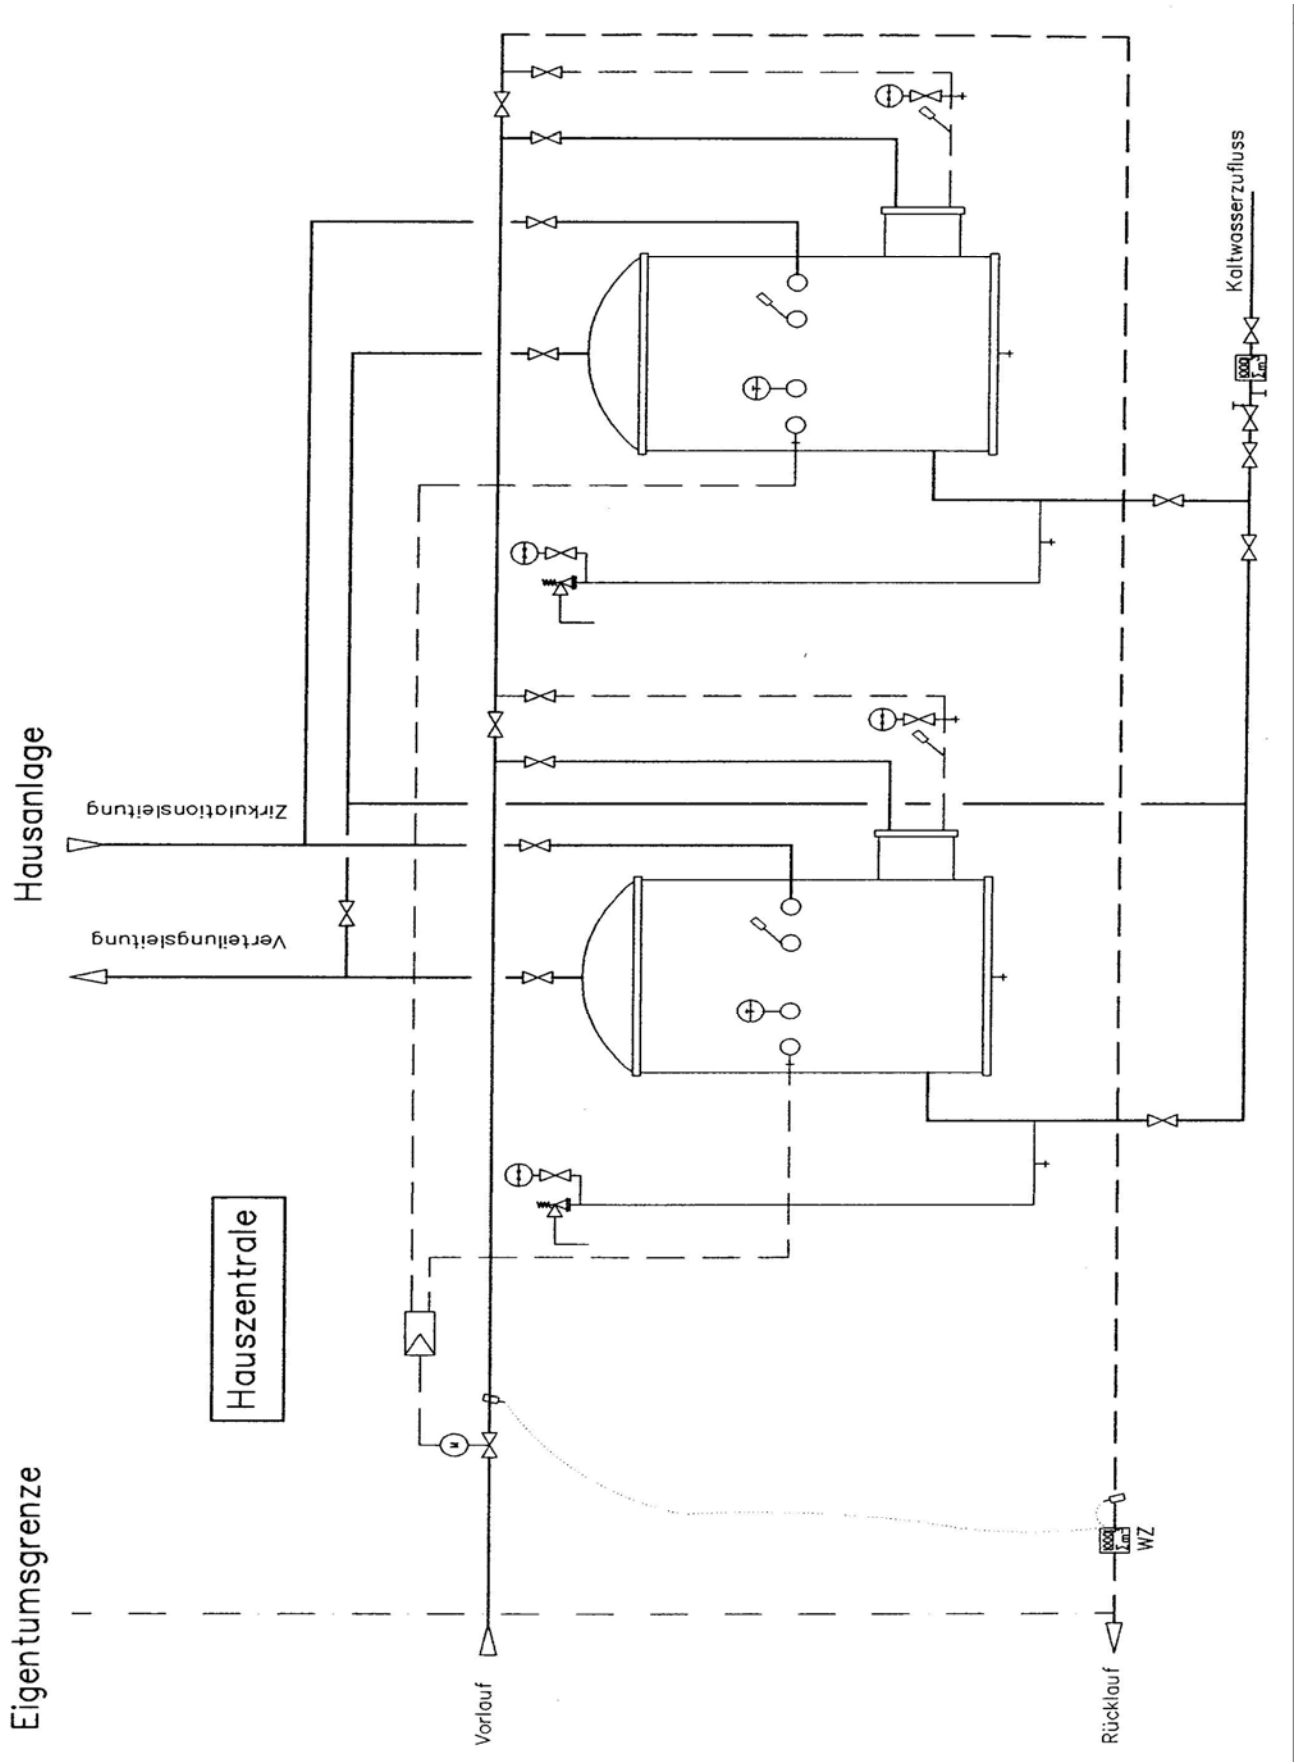 Eigentumsgrenze
Hausanlage
Hauszentrale
Verteilungsleitung
Zirkulationsleitung
Vorlauf
M
Rücklauf
WZ
Kaltwasserzufluss